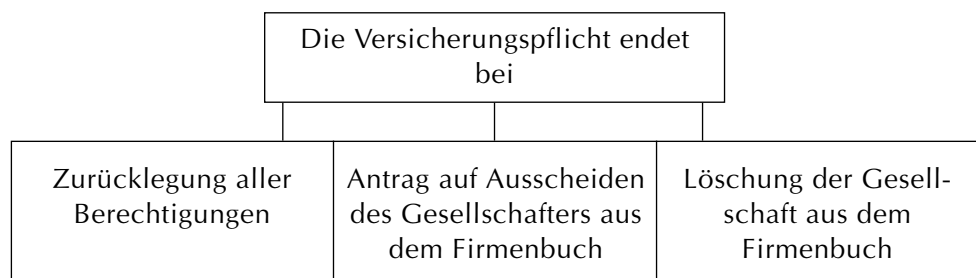 Die Versicherungspflicht endet
bei
Zurücklegung aller
Berechtigungen
Antrag auf Ausscheiden
des Gesellschafters aus
dem Firmenbuch
Löschung der Gesell-
schaft aus dem
Firmenbuch